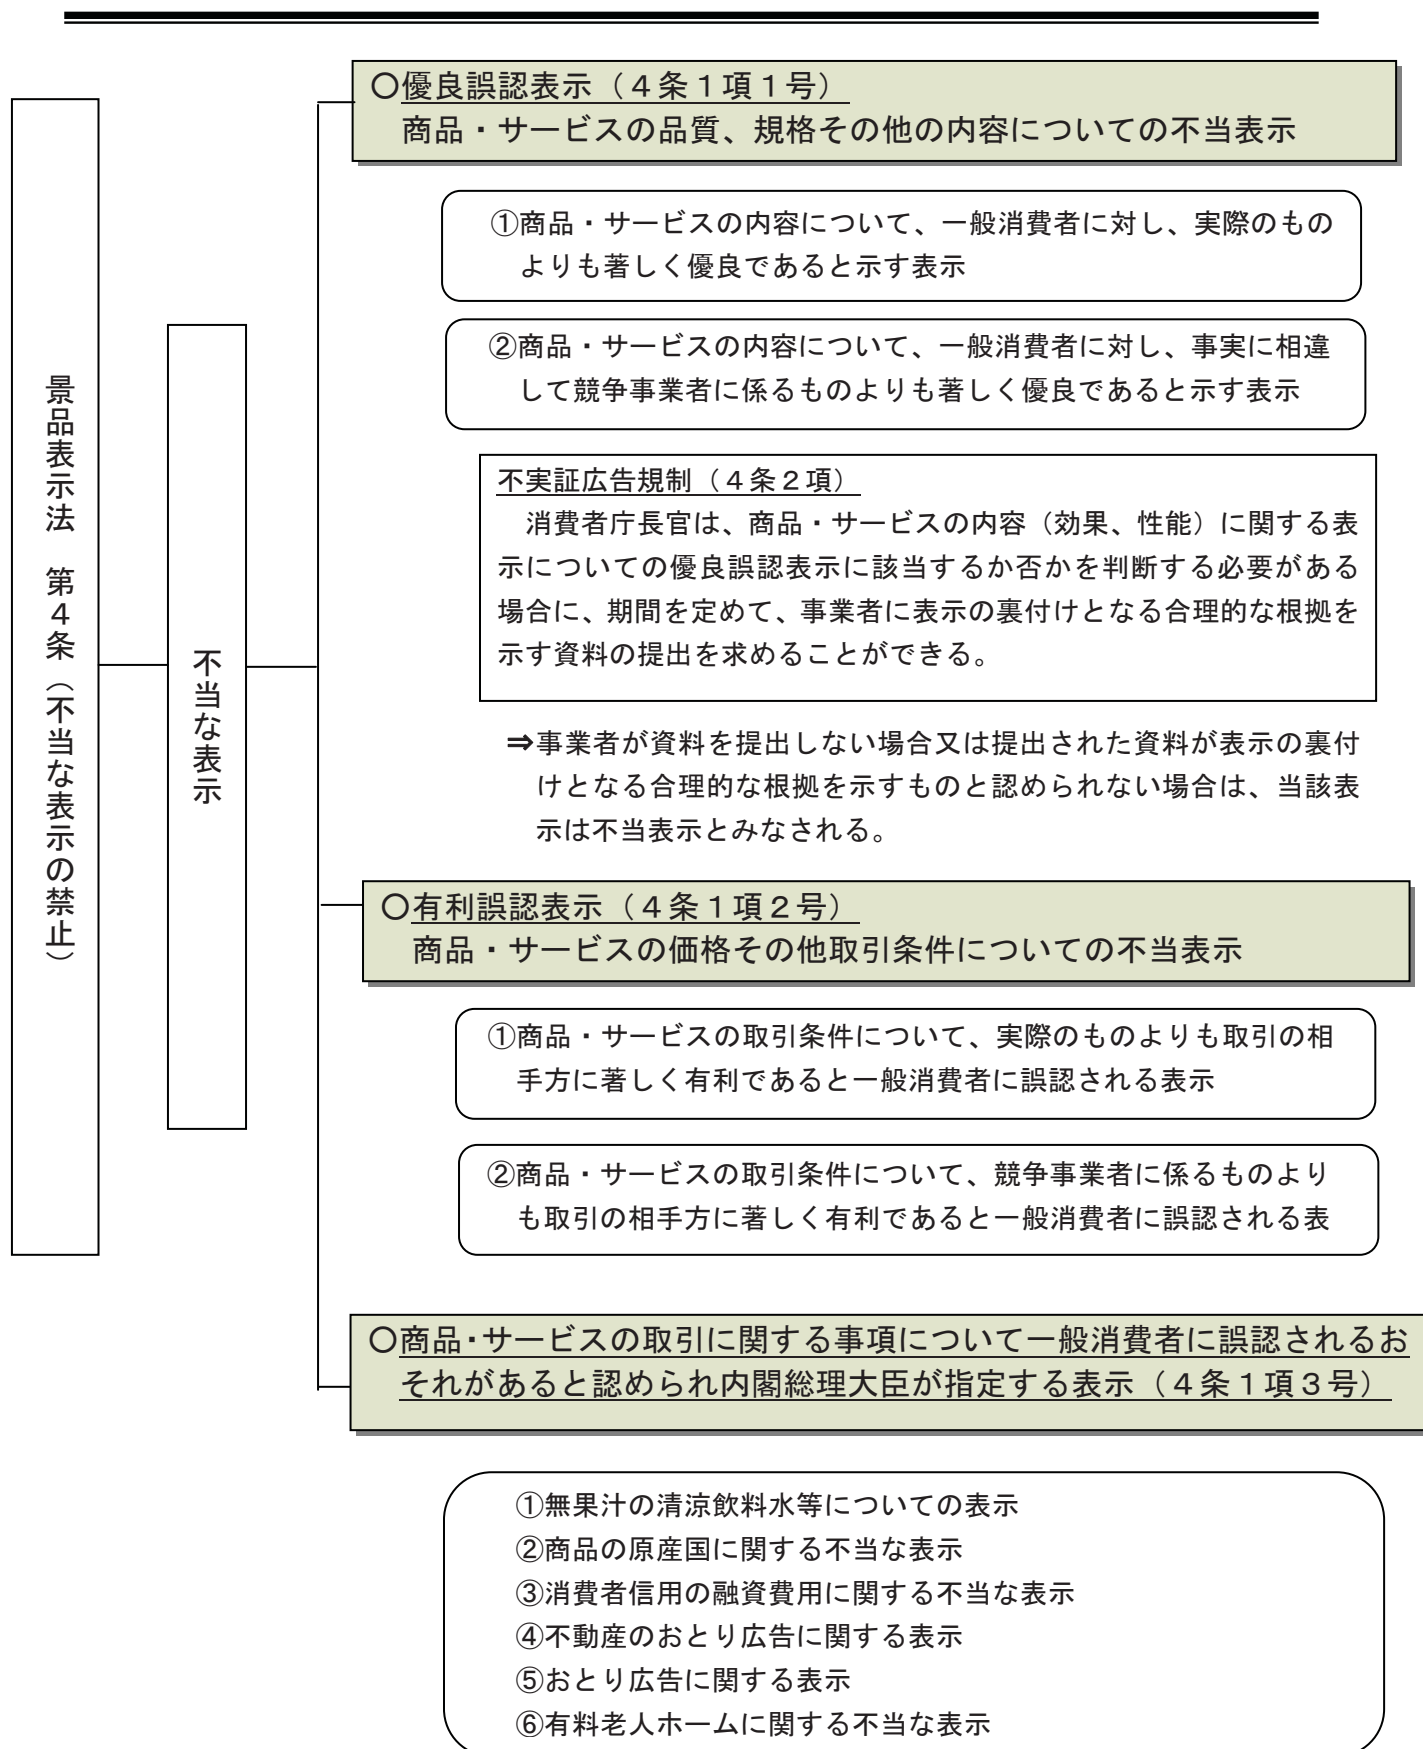 景品表示法　第４条（不当な表示の禁止）
不当な表示
○優良誤認表示（４条１項１号）
商品・サービスの品質、規格その他の内容についての不当表示
①商品・サービスの内容について、一般消費者に対し、実際のもの
よりも著しく優良であると示す表示
②商品・サービスの内容について、一般消費者に対し、事実に相違
して競争事業者に係るものよりも著しく優良であると示す表示
不実証広告規制（４条２項）
消費者庁長官は、商品・サービスの内容（効果、性能）に関する表
示についての優良誤認表示に該当するか否かを判断する必要がある
場合に、期間を定めて、事業者に表示の裏付けとなる合理的な根拠を
示す資料の提出を求めることができる。
⇒事業者が資料を提出しない場合又は提出された資料が表示の裏付
けとなる合理的な根拠を示すものと認められない場合は、当該表
示は不当表示とみなされる。
○有利誤認表示（４条１項２号）
商品・サービスの価格その他取引条件についての不当表示
①商品・サービスの取引条件について、実際のものよりも取引の相
手方に著しく有利であると一般消費者に誤認される表示
②商品・サービスの取引条件について、競争事業者に係るものより
も取引の相手方に著しく有利であると一般消費者に誤認される表
○商品・サービスの取引に関する事項について一般消費者に誤認されるお
それがあると認められ内閣総理大臣が指定する表示（４条１項３号）
①無果汁の清涼飲料水等についての表示
②商品の原産国に関する不当な表示
③消費者信用の融資費用に関する不当な表示
④不動産のおとり広告に関する表示
⑤おとり広告に関する表示
⑥有料老人ホームに関する不当な表示